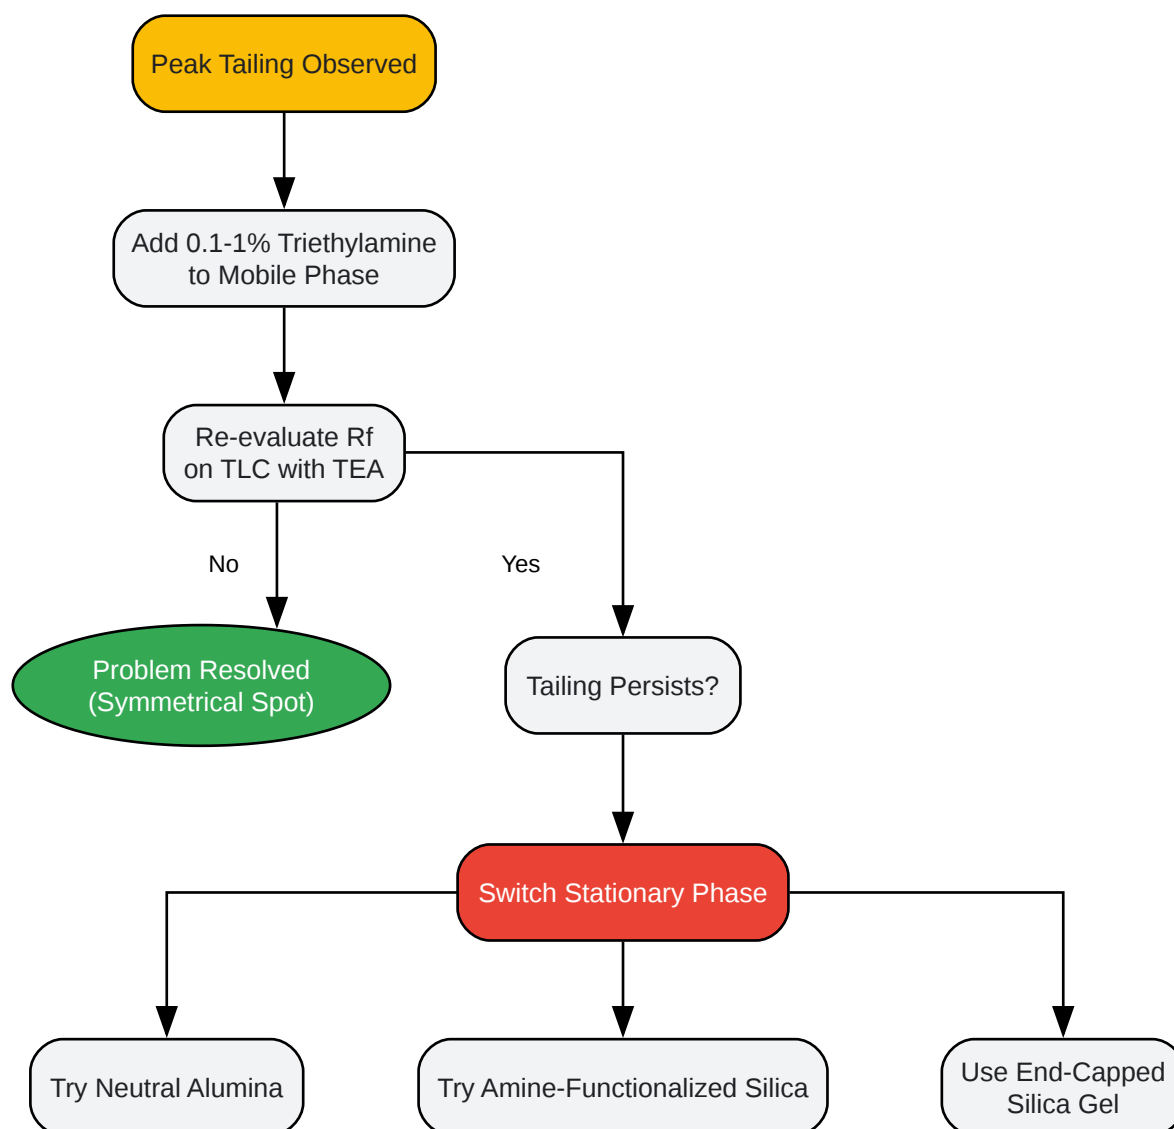 Peak Tailing Observed
Add 0.1-1% Triethylamine
to Mobile Phase
Re-evaluate Rf
on TLC with TEA
No
Yes
Problem Resolved
(Symmetrical Spot)
Tailing Persists?
Switch Stationary Phase
Try Neutral Alumina
Try Amine-Functionalized Silica
Use End-Capped
Silica Gel